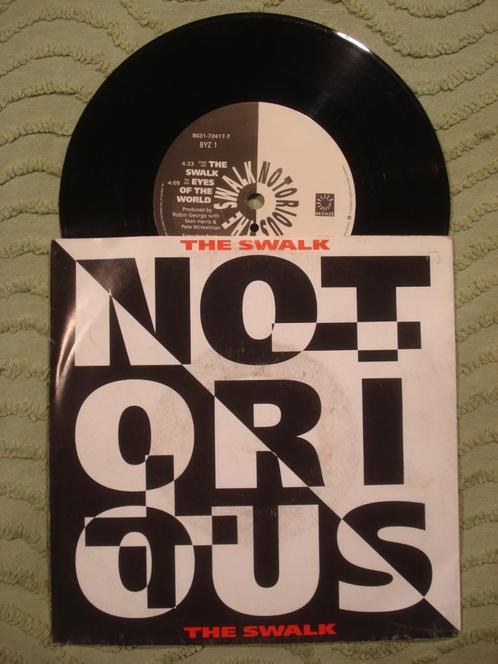 9031-72417-7
BYZ 1
4:23 THE
SWALK
4:05 EYES
OF THE
WORLD
Produced by
Robin George with
Sean Harris &
Pete Winkelman
THE SWALK NOTORIOUS
BRONZE
THE SWALK
NOT
ORI
OUS
THE SWALK